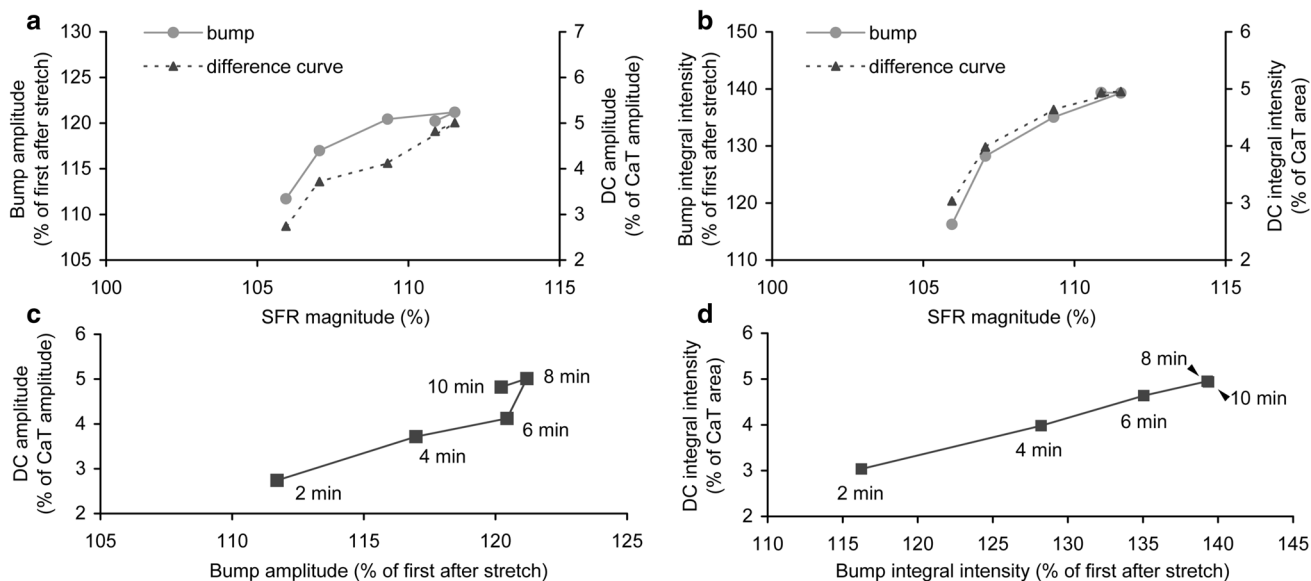 a
130
125
120
115
110
105
Bump amplitude
(% of first after stretch)
bump
difference curve
7
6
5
4
3
2
DC amplitude
(% of CaT amplitude)
100
105
110
115
SFR magnitude (%)
b
150
140
130
120
110
Bump integral intensity
(% of first after stretch)
bump
difference curve
6
5
4
3
2
DC integral intensity
(% of CaT area)
100
105
110
115
SFR magnitude (%)
c
6
5
4
3
2
DC amplitude
(% of CaT amplitude)
10 min
8 min
6 min
4 min
2 min
105
110
115
120
125
Bump amplitude (% of first after stretch)
d
6
5
4
3
2
DC integral intensity
(% of CaT area)
8 min
10 min
6 min
4 min
2 min
110
115
120
125
130
135
140
145
Bump integral intensity (% of first after stretch)